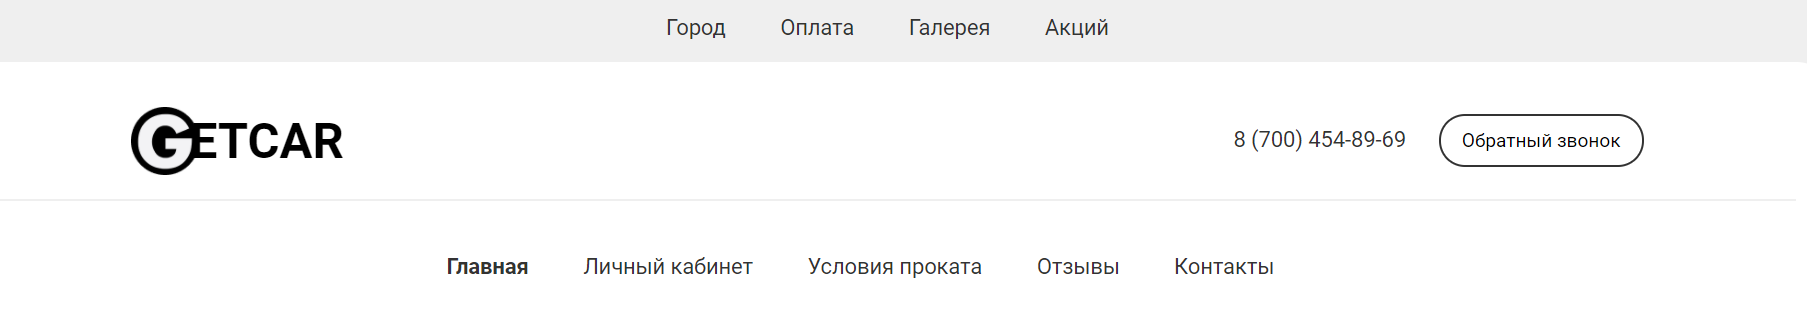 Город Оплата Галерея Акций
GETCAR 8 (700) 454-89-69 Обратный звонок
Главная Личный кабинет Условия проката Отзывы Контакты